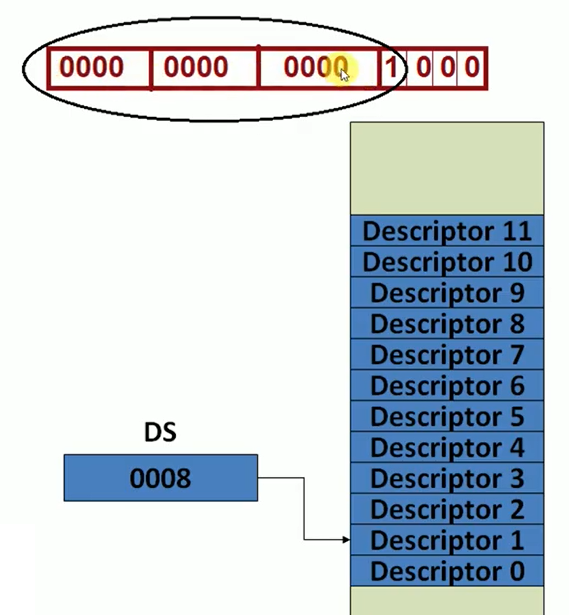 0000 0000 0000 1 0 0 0
Descriptor 11
Descriptor 10
Descriptor 9
Descriptor 8
Descriptor 7
Descriptor 6
Descriptor 5
Descriptor 4
DS
0008
Descriptor 3
Descriptor 2
Descriptor 1
Descriptor 0